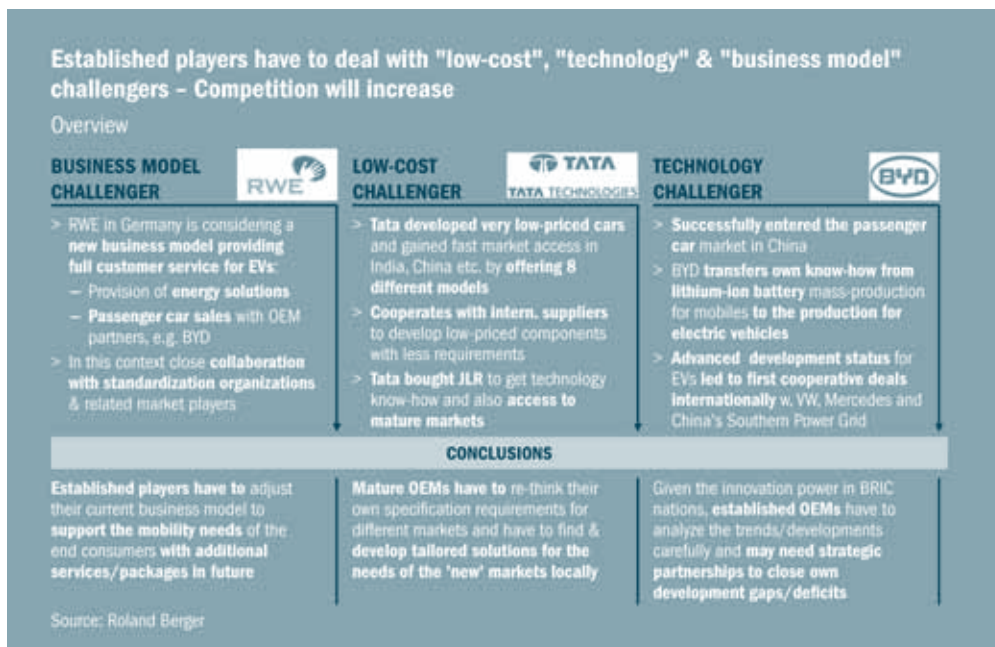 Established players have to deal with "low-cost", "technology" & "business model"
challengers – Competition will increase
Overview
BUSINESS MODEL
CHALLENGER
RWE
> RWE in Germany is considering a
new business model providing
full customer service for EVs:
– Provision of energy solutions
– Passenger car sales with OEM
partners, e.g. BYD
> In this context close collaboration
with standardization organizations
& related market players
LOW-COST
CHALLENGER
TATA
TATA TECHNOLOGIES
> Tata developed very low-priced cars
and gained fast market access in
India, China etc. by offering 8
different models
> Cooperates with intern. suppliers
to develop low-priced components
with less requirements
> Tata bought JLR to get technology
know-how and also access to
mature markets
TECHNOLOGY
CHALLENGER
BYD
> Successfully entered the passenger
car market in China
> BYD transfers own know-how from
lithium-ion battery mass-production
for mobiles to the production for
electric vehicles
> Advanced development status for
EVs led to first cooperative deals
internationally w. VW, Mercedes and
China's Southern Power Grid
CONCLUSIONS
Established players have to adjust
their current business model to
support the mobility needs of the
end consumers with additional
services/packages in future
Mature OEMs have to re-think their
own specification requirements for
different markets and have to find &
develop tailored solutions for the
needs of the 'new' markets locally
Given the innovation power in BRIC
nations, established OEMs have to
analyze the trends/developments
carefully and may need strategic
partnerships to close own
development gaps/deficits
Source: Roland Berger